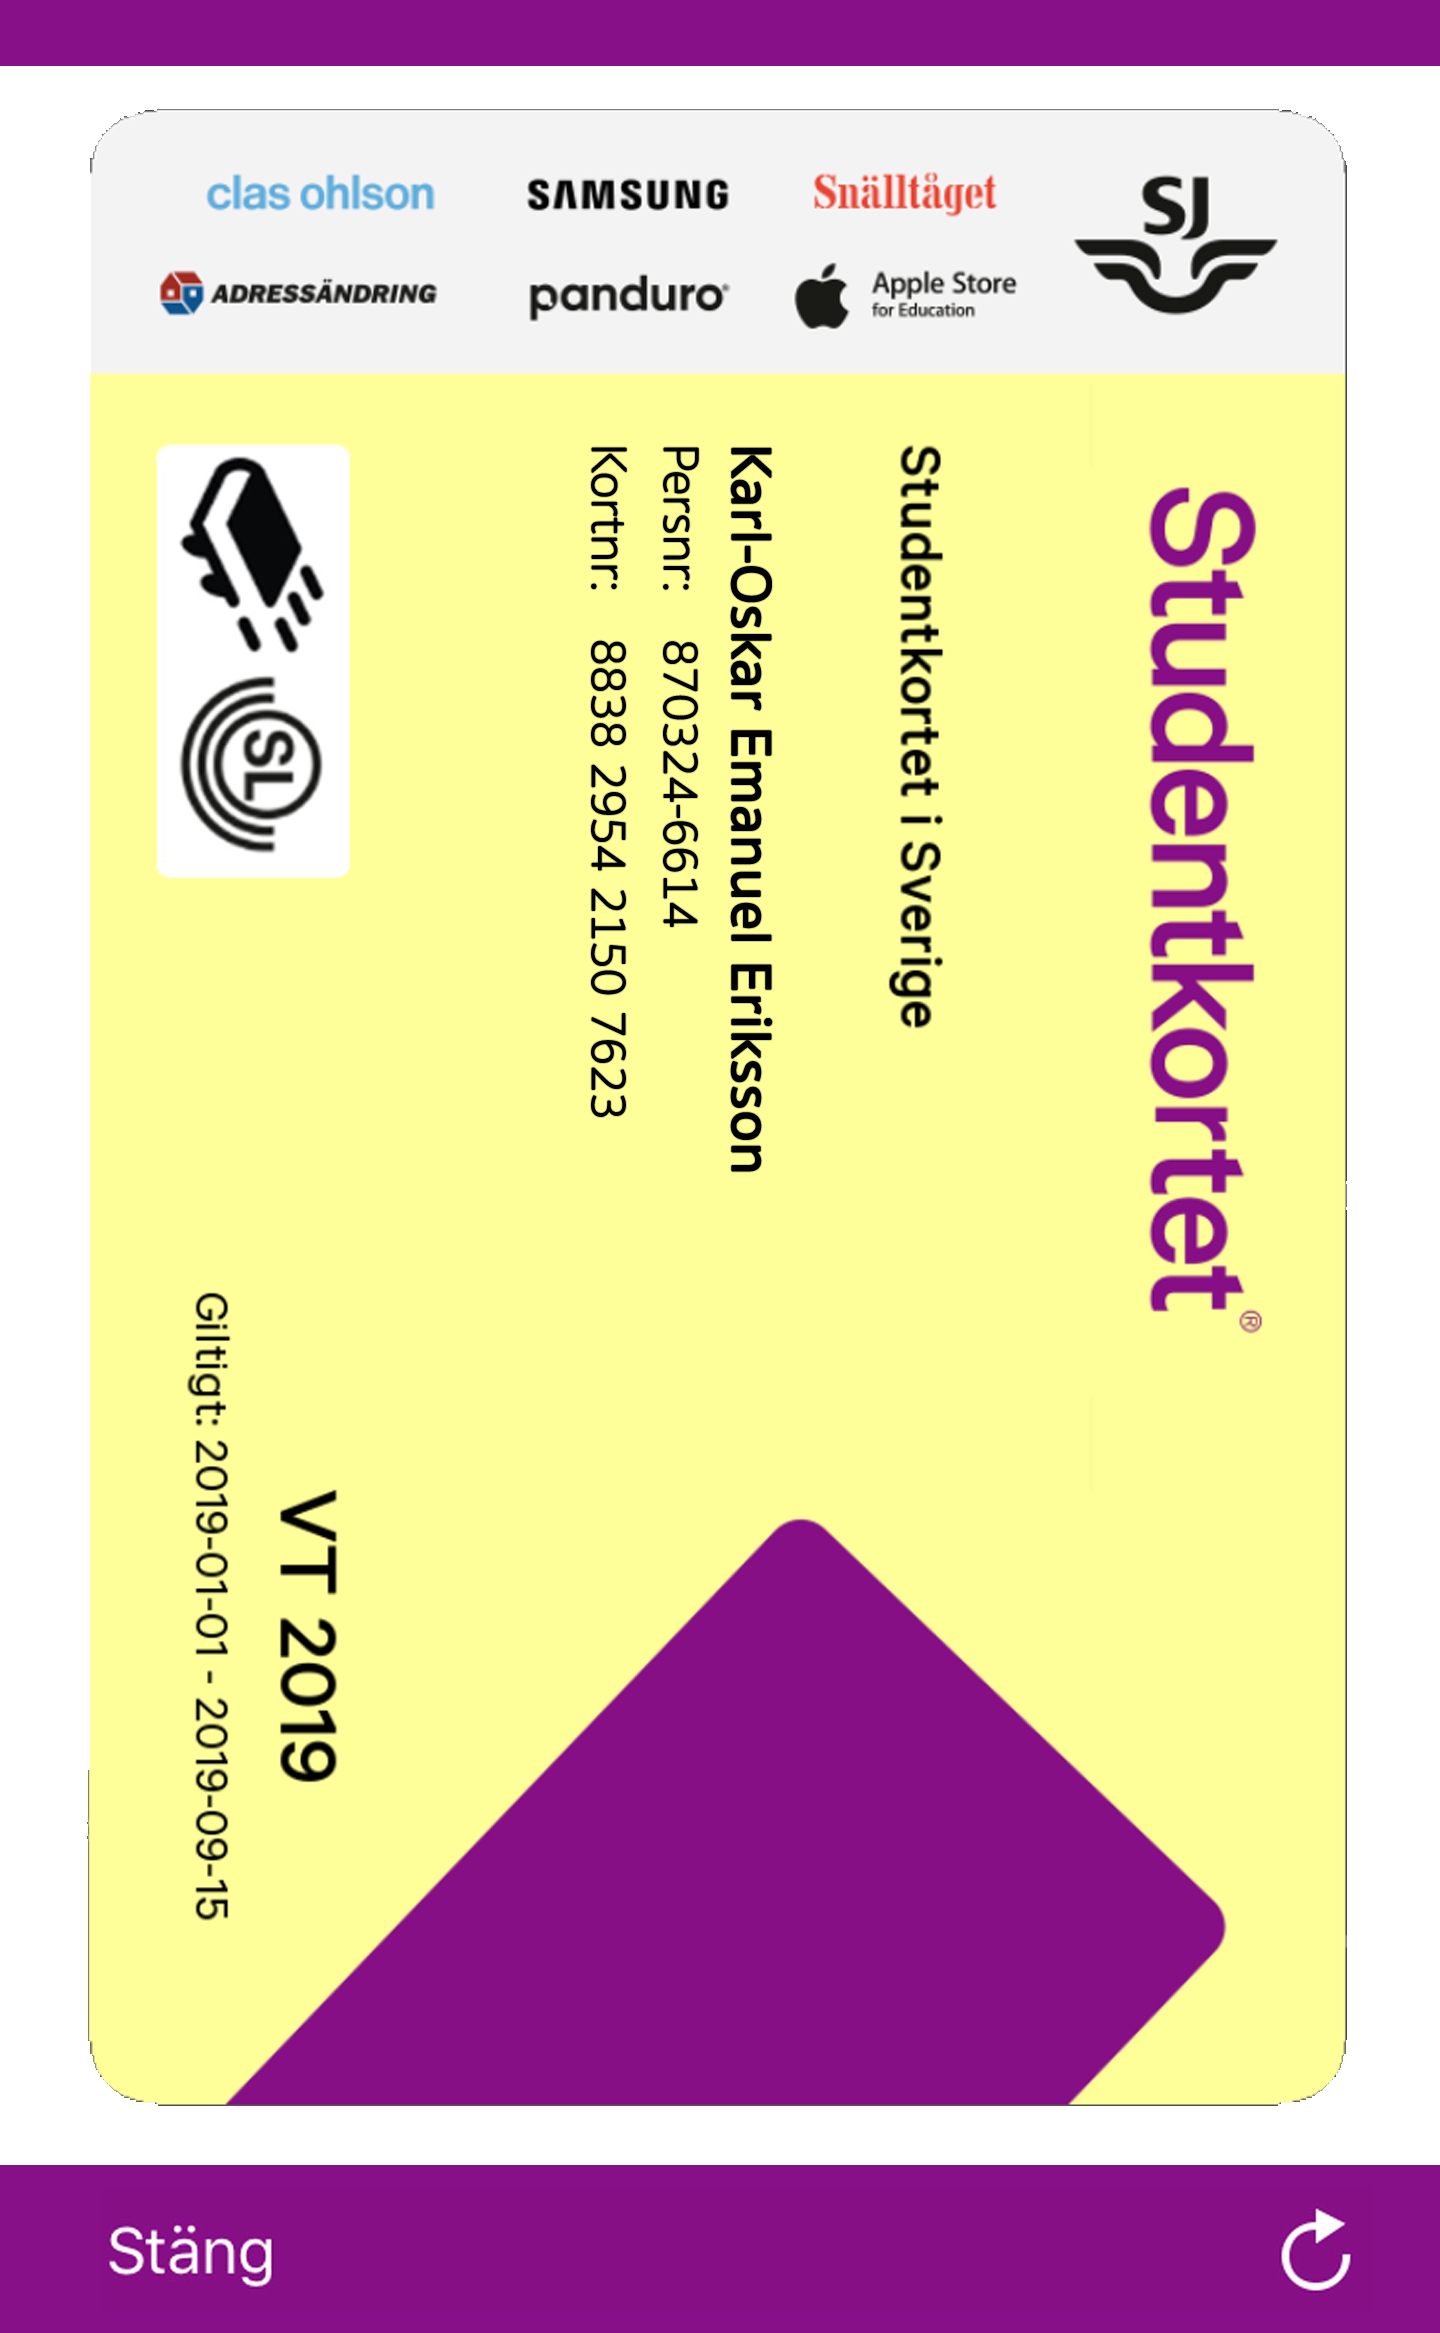 clas ohlson
SAMSUNG
Snälltåget
SJ
ADRESSÄNDRING
panduro
Apple Store
for Education
Studentkortet®
Studentkortet i Sverige
Karl-Oskar Emanuel Eriksson
Persnr: 870324-6614
Kortnr: 8838 2954 2150 7623
SL
VT 2019
Giltigt: 2019-01-01 - 2019-09-15
Stäng